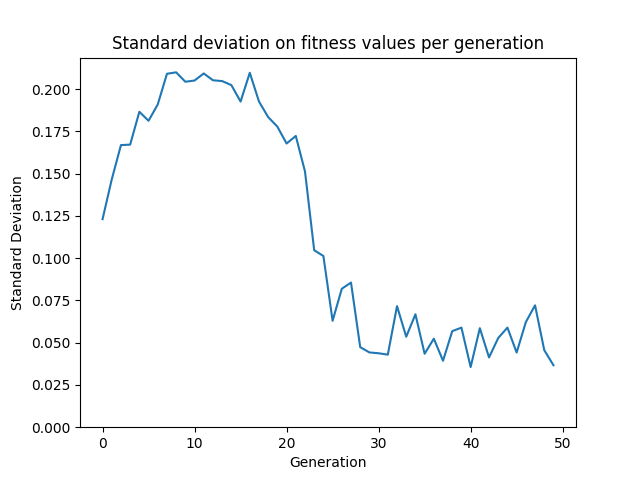 Standard deviation on fitness values per generation
0.200
0.175
0.150
0.125
0.100
0.075
0.050
0.025
0.000
Standard Deviation
0 10 20 30 40 50
Generation